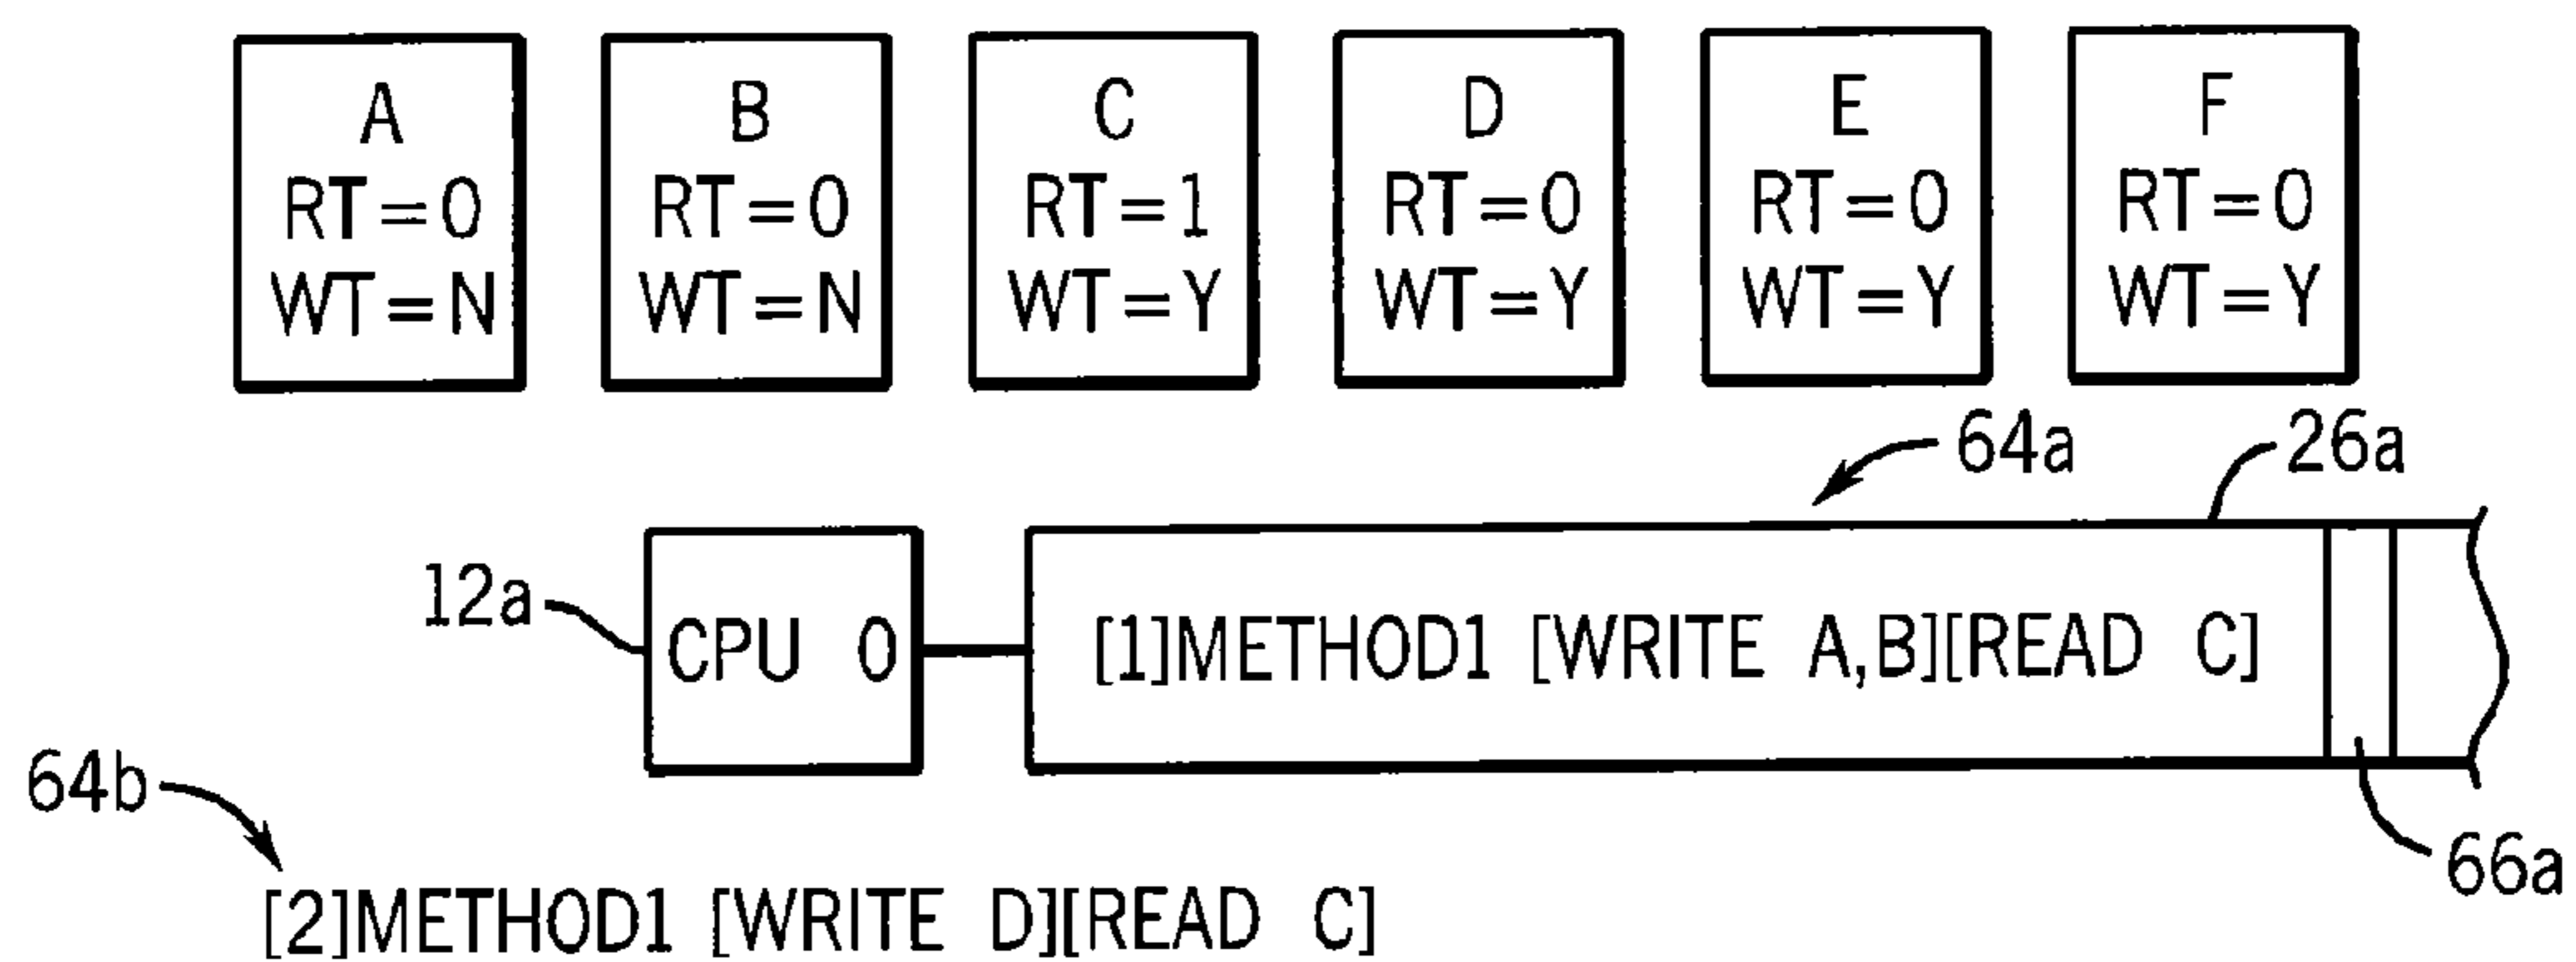 A B C D E F
RT=0 RT=0 RT=1 RT=0 RT=0 RT=0
WT=N WT=N WT=Y WT=Y WT=Y WT=Y
64a 26a
12a CPU 0 [1]METHOD1 [WRITE A,B][READ C]
64b 66a
[2]METHOD1 [WRITE D][READ C]